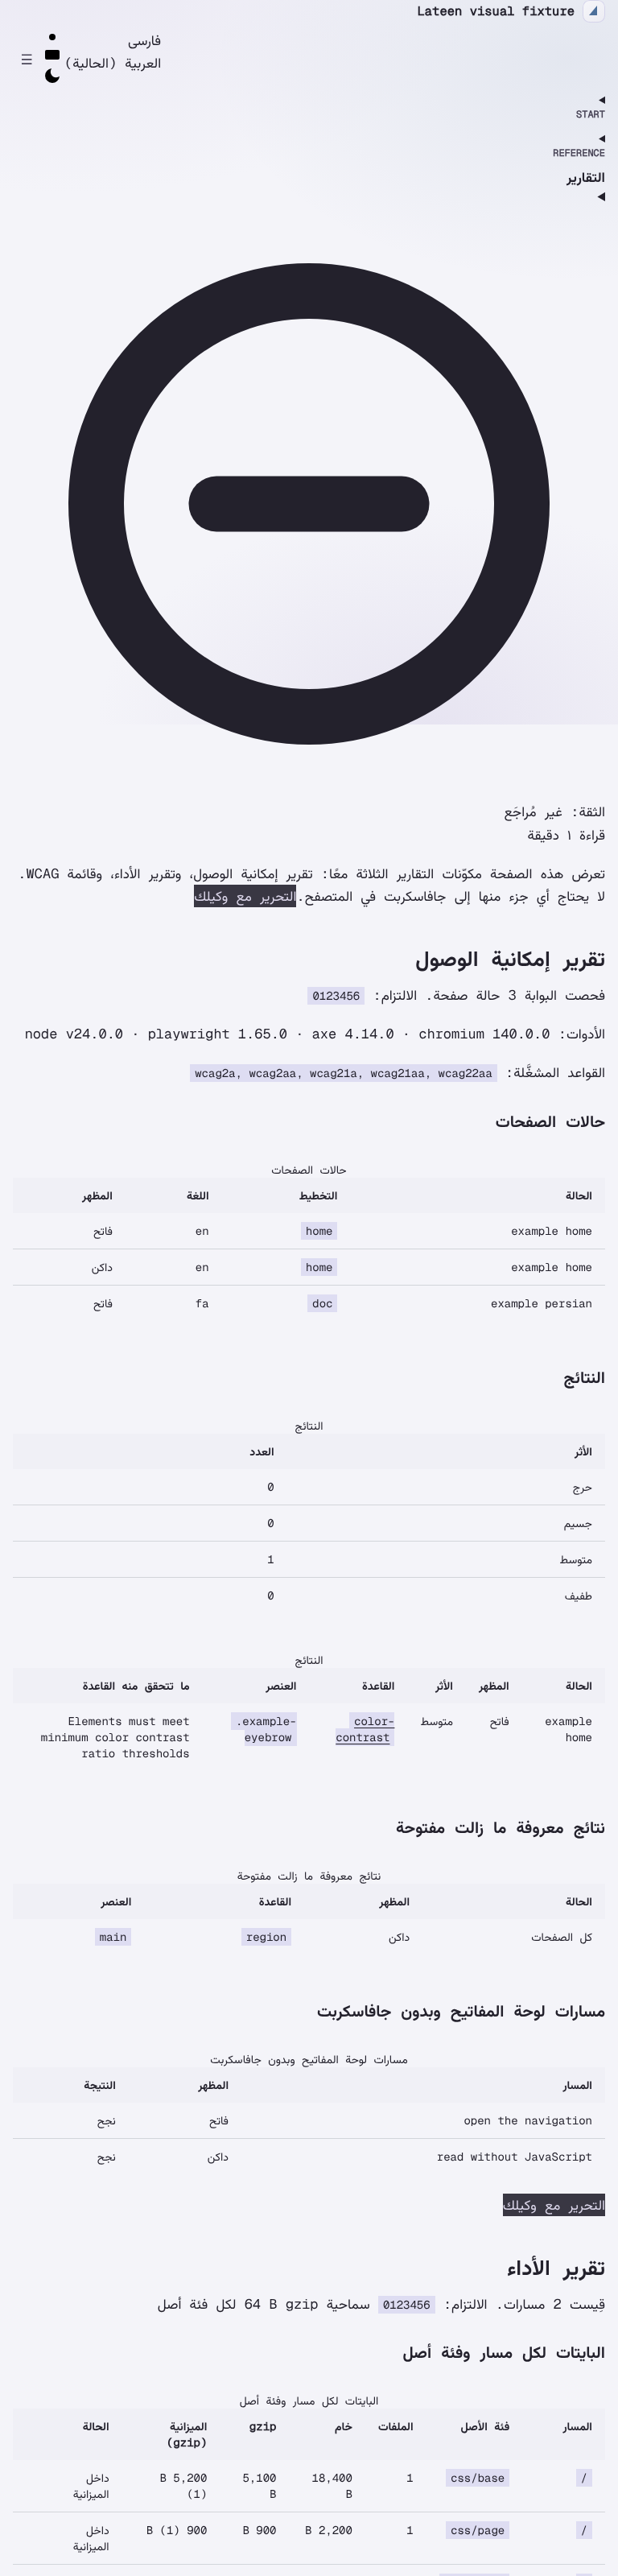 Lateen visual fixture
فارسی
العربية (الحالية)
START
REFERENCE
التقارير
الثقة: غير مُراجَع
قراءة ١ دقيقة
تعرض هذه الصفحة مكوّنات التقارير الثلاثة معًا: تقرير إمكانية الوصول، وتقرير الأداء، وقائمة WCAG.
لا يحتاج أي جزء منها إلى جافاسكربت في المتصفح. التحرير مع وكيلك
تقرير إمكانية الوصول
فحصت البوابة 3 حالة صفحة. الالتزام: 0123456
الأدوات: node v24.0.0 · playwright 1.65.0 · axe 4.14.0 · chromium 140.0.0
القواعد المشغَّلة: wcag2a, wcag2aa, wcag21a, wcag21aa, wcag22aa
حالات الصفحات
حالات الصفحات
الحالة التخطيط اللغة المظهر
example home home en فاتح
example home home en داكن
example persian doc fa فاتح
النتائج
النتائج
الأثر العدد
حرج 0
جسيم 0
متوسط 1
طفيف 0
النتائج
الحالة المظهر الأثر القاعدة العنصر ما تتحقق منه القاعدة
example فاتح متوسط color- .example- Elements must meet
home contrast eyebrow minimum color contrast
ratio thresholds
نتائج معروفة ما زالت مفتوحة
نتائج معروفة ما زالت مفتوحة
الحالة المظهر القاعدة العنصر
كل الصفحات داكن region main
مسارات لوحة المفاتيح وبدون جافاسكربت
مسارات لوحة المفاتيح وبدون جافاسكربت
المسار المظهر النتيجة
open the navigation فاتح نجح
read without JavaScript داكن نجح
التحرير مع وكيلك
تقرير الأداء
قِيست 2 مسارات. الالتزام: 0123456 سماحية 64 B gzip لكل فئة أصل
البايتات لكل مسار وفئة أصل
البايتات لكل مسار وفئة أصل
المسار فئة الأصل الملفات خام gzip الميزانية الحالة
(gzip)
/ css/base 1 18,400 5,100 5,200 B داخل
B B (1) الميزانية
/ css/page 1 2,200 B 900 B 900 B (1) داخل
الميزانية